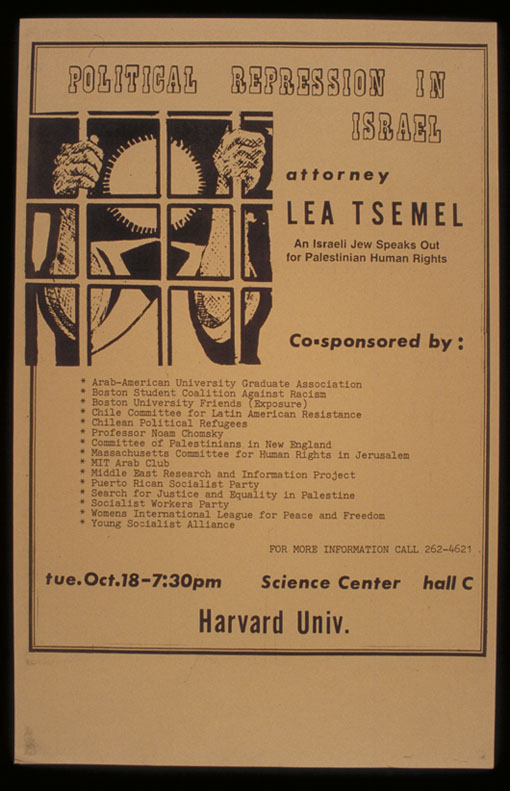 POLITICAL REPRESSION IN
ISRAEL
attorney
LEA TSEMEL
An Israeli Jew Speaks Out
for Palestinian Human Rights
Co-sponsored by:
* Arab-American University Graduate Association
* Boston Student Coalition Against Racism
* Boston University Friends (Exposure)
* Chile Committee for Latin American Resistance
* Chilean Political Refugees
* Professor Noam Chomsky
* Committee of Palestinians in New England
* Massachusetts Committee for Human Rights in Jerusalem
* MIT Arab Club
* Middle East Research and Information Project
* Puerto Rican Socialist Party
* Search for Justice and Equality in Palestine
* Socialist Workers Party
* Womens International League for Peace and Freedom
* Young Socialist Alliance
FOR MORE INFORMATION CALL 262-4621.
tue.Oct.18-7:30pm Science Center hall C
Harvard Univ.